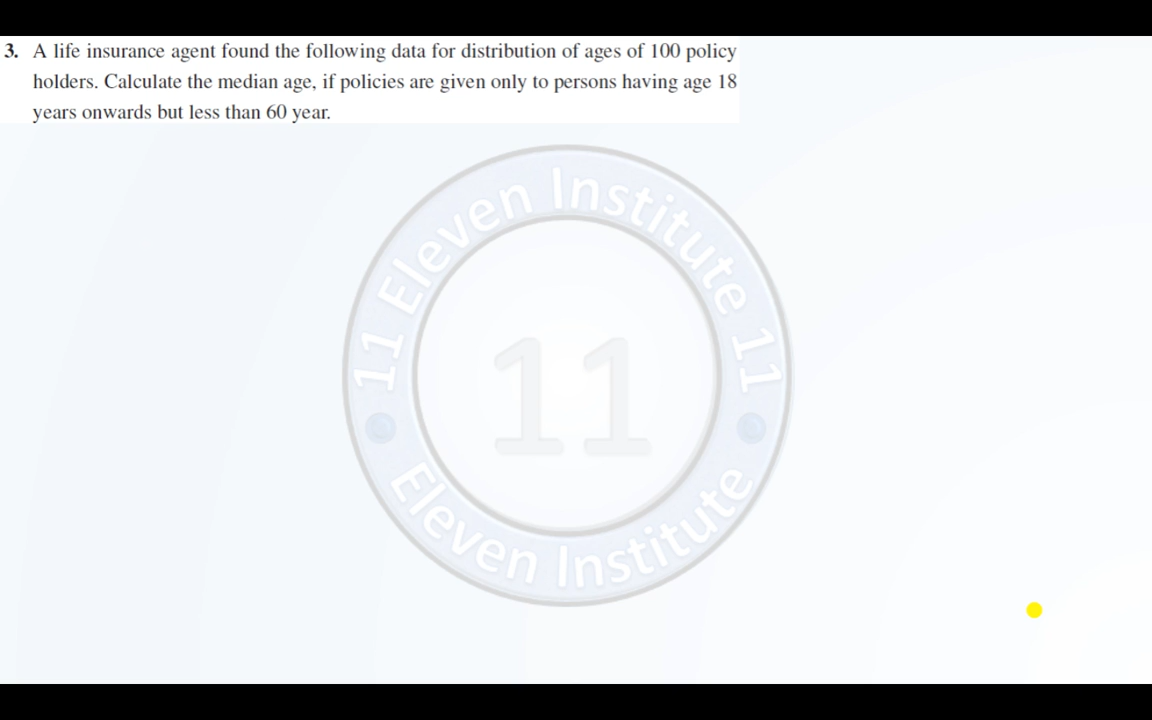 3. A life insurance agent found the following data for distribution of ages of 100 policy
holders. Calculate the median age, if policies are given only to persons having age 18
years onwards but less than 60 year.
11 Eleven Institute 11
11
Eleven Institute